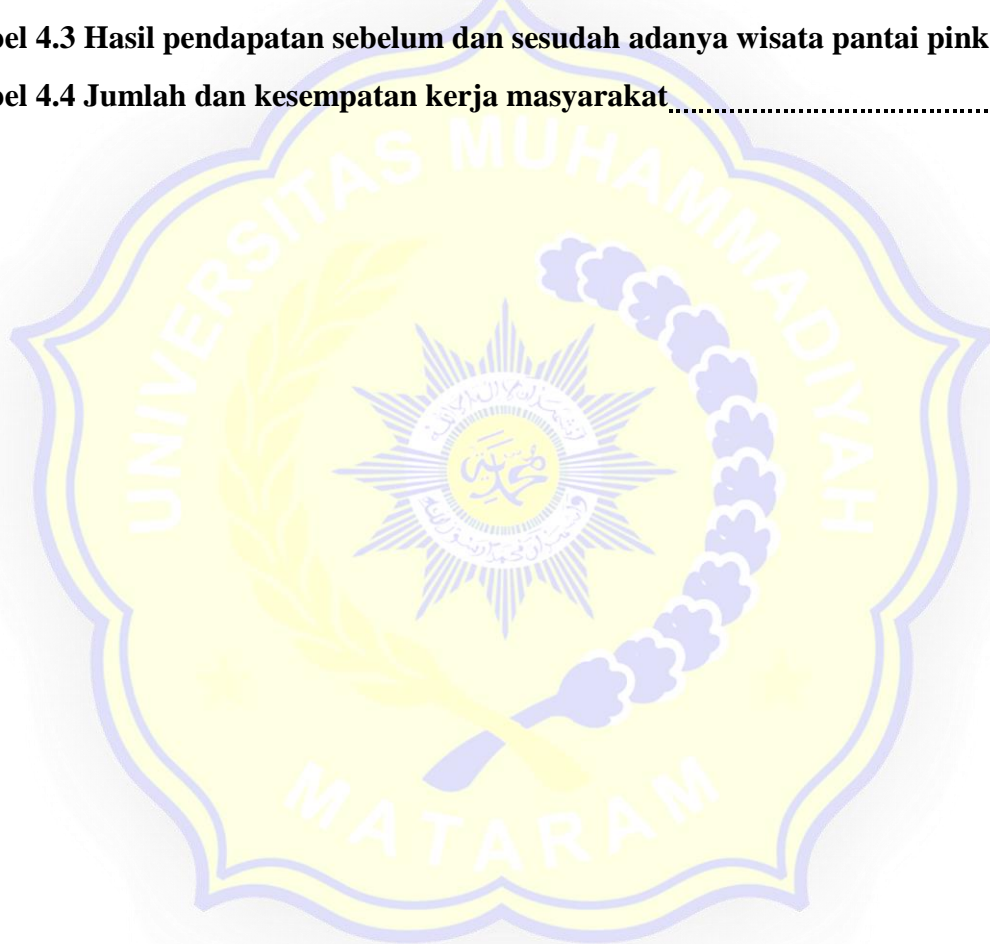 bel 4.3 Hasil pendapatan sebelum dan sesudah adanya wisata pantai pink
bel 4.4 Jumlah dan kesempatan kerja masyarakat................................................
UNIVERSITAS MUHAMMADIYAH
MATARAM